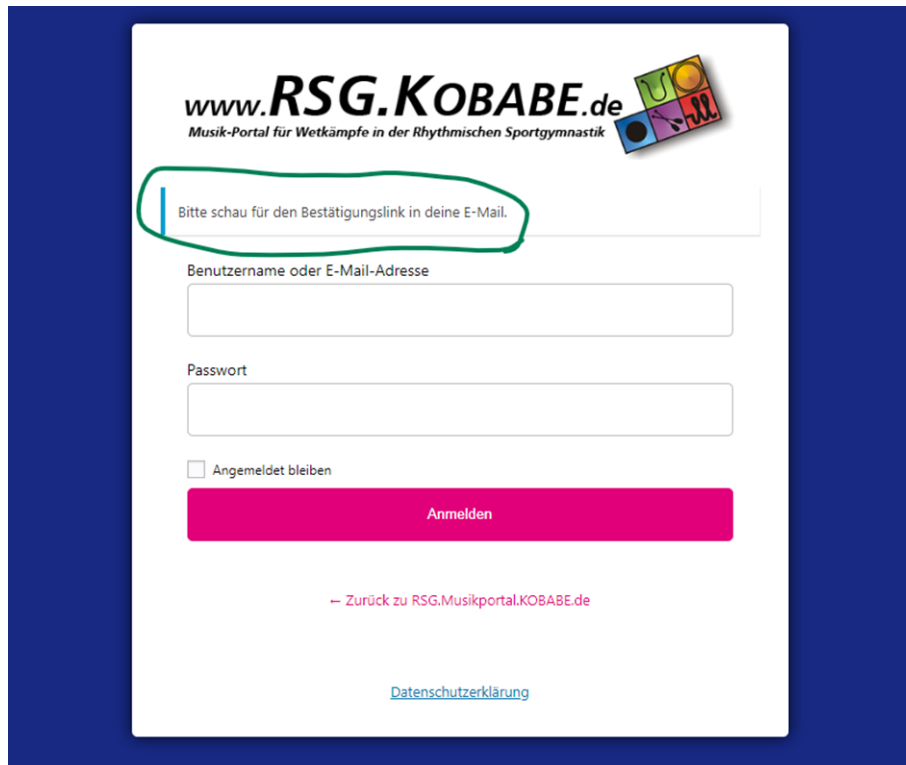 www.RSG.KOBABE.de
Musik-Portal für Wetkämpfe in der Rhythmischen Sportgymnastik
Bitte schau für den Bestätigungslink in deine E-Mail.
Benutzername oder E-Mail-Adresse
Passwort
Angemeldet bleiben
Anmelden
← Zurück zu RSG.Musikportal.KOBABE.de
Datenschutzerklärung